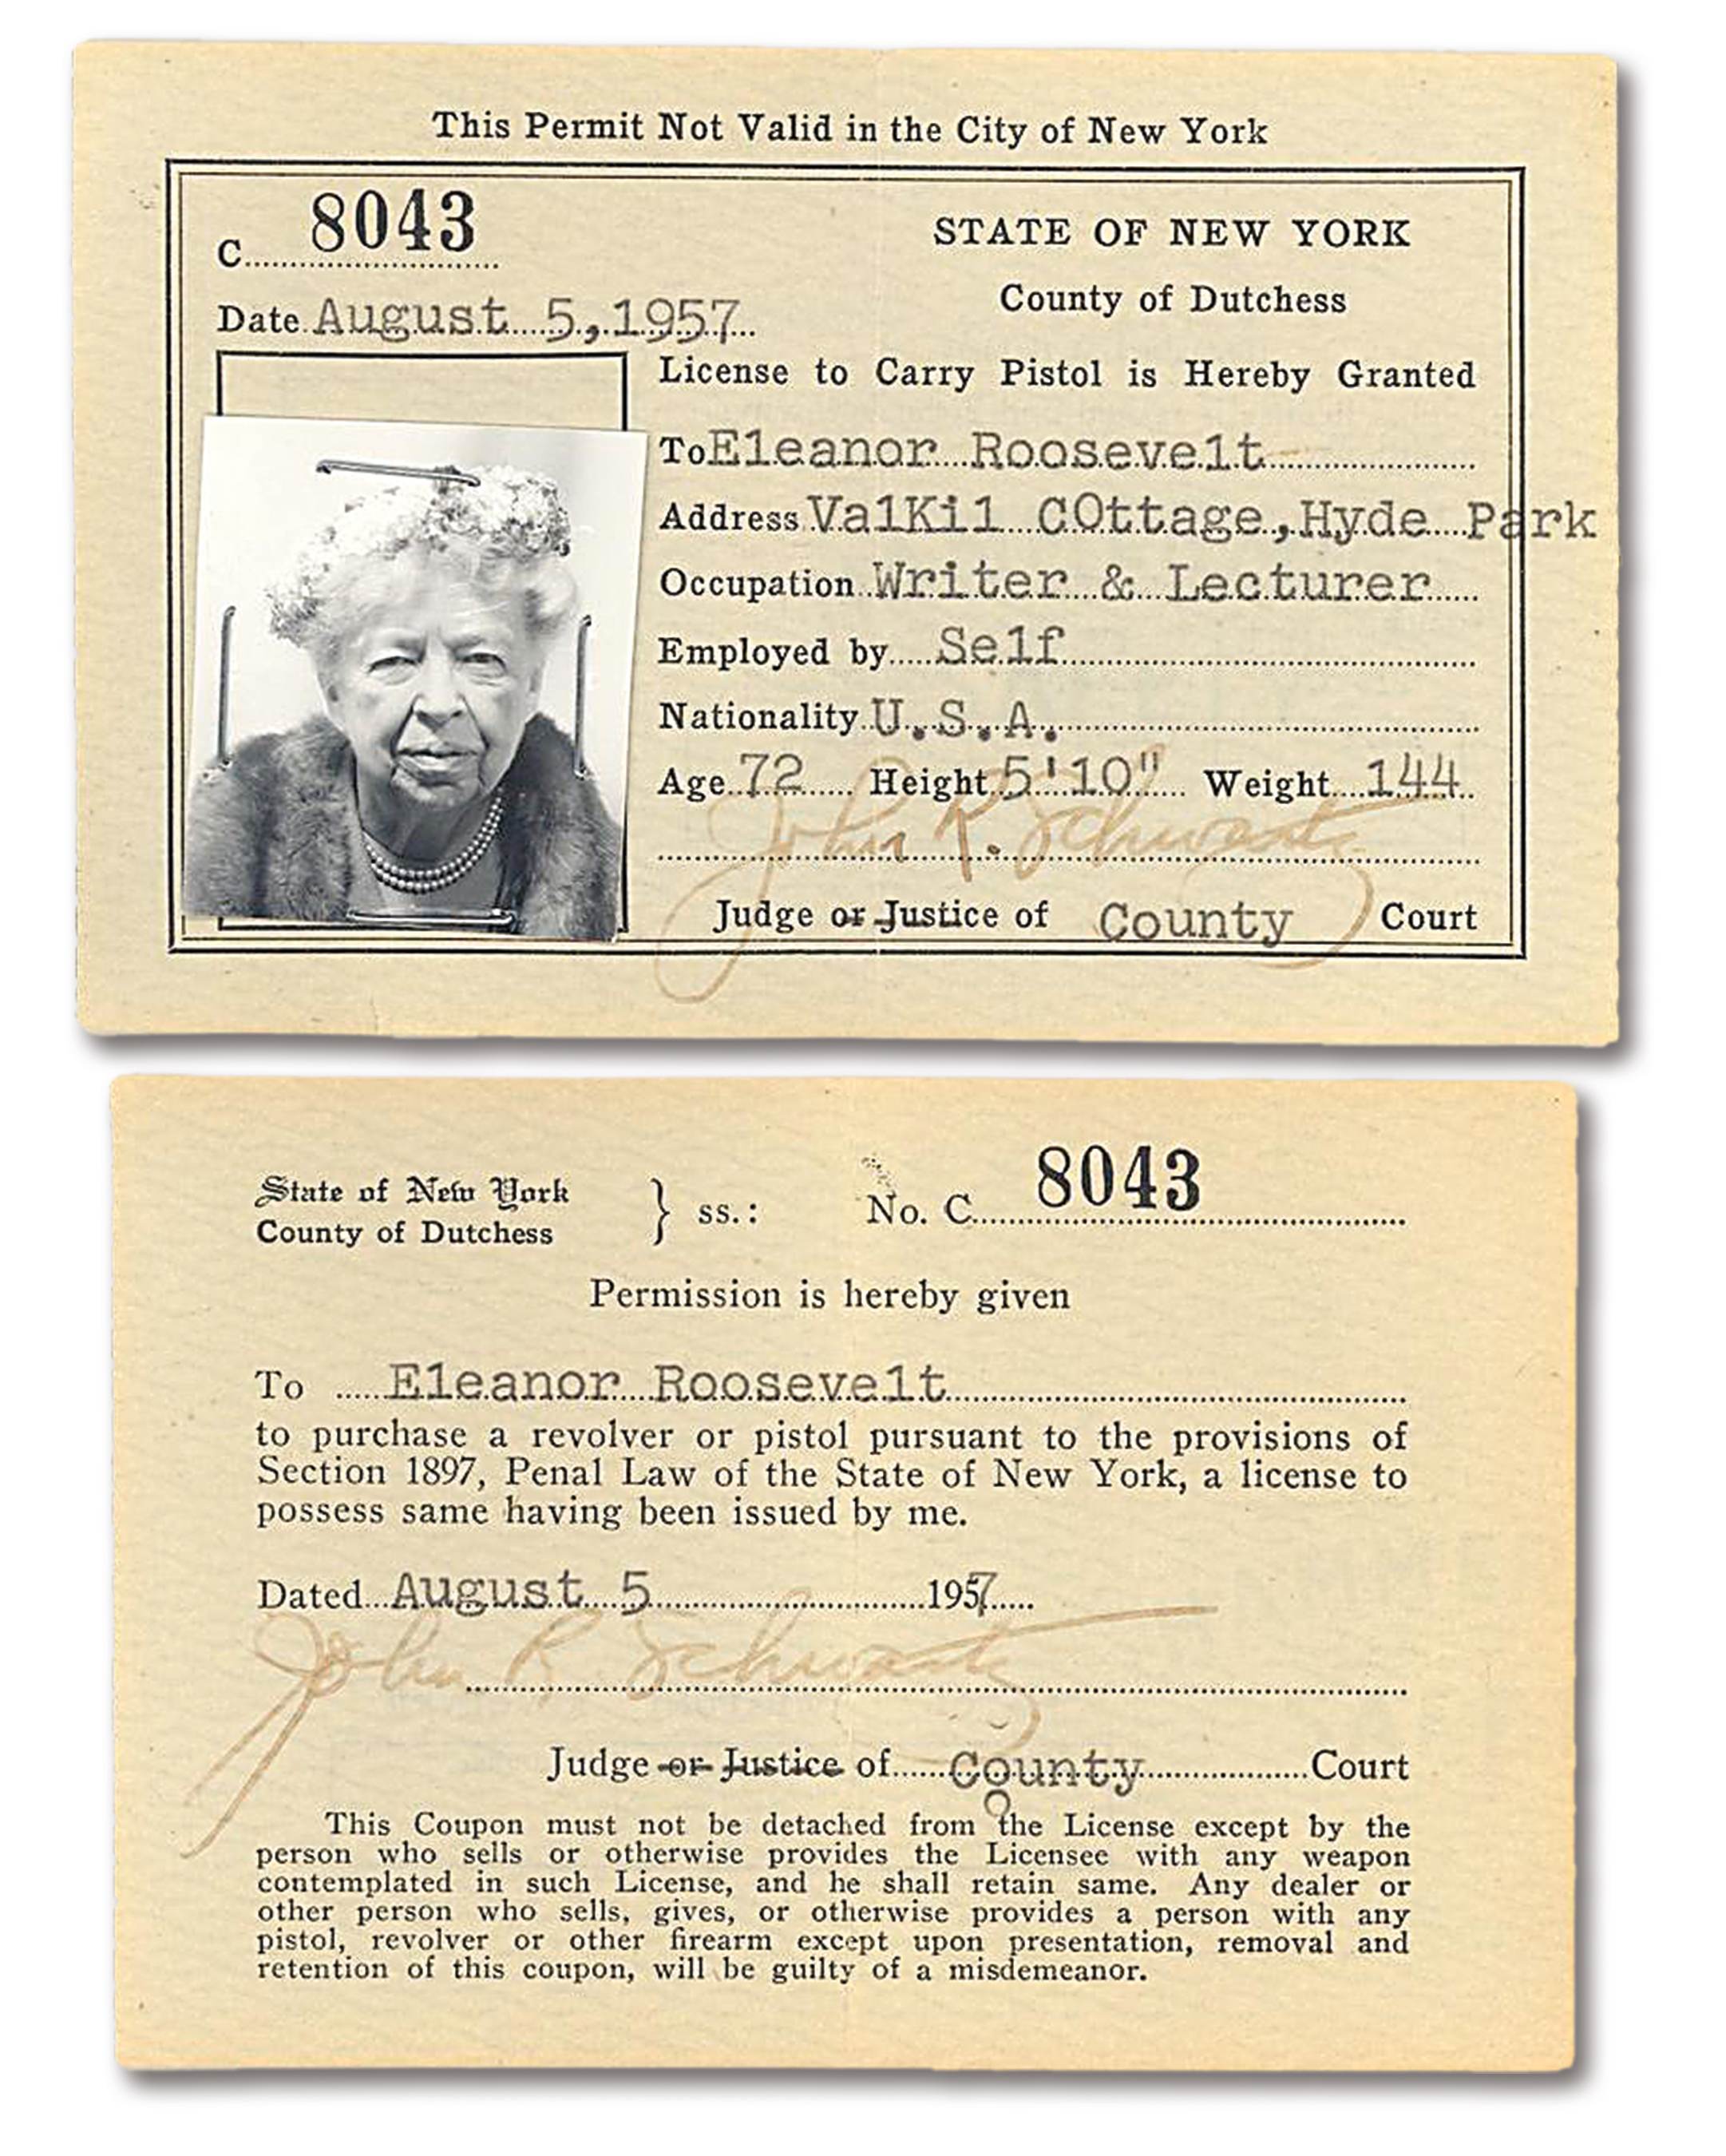 This Permit Not Valid in the City of New York
C 8043
Date August 5, 1957
STATE OF NEW YORK
County of Dutchess
License to Carry Pistol is Hereby Granted
To Eleanor Roosevelt
Address ValKil COttage, Hyde Park
Occupation Writer & Lecturer
Employed by Self
Nationality U.S.A.
Age 72 Height 5'10" Weight 144
John R. Schwartz
Judge or Justice of County Court
State of New York
County of Dutchess
} ss.:
No. C 8043
Permission is hereby given
To Eleanor Roosevelt
to purchase a revolver or pistol pursuant to the provisions of
Section 1897, Penal Law of the State of New York, a license to
possess same having been issued by me.
Dated August 5 1957
John R. Schwartz
Judge or Justice of County Court
This Coupon must not be detached from the License except by the
person who sells or otherwise provides the Licensee with any weapon
contemplated in such License, and he shall retain same. Any dealer or
other person who sells, gives, or otherwise provides a person with any
pistol, revolver or other firearm except upon presentation, removal and
retention of this coupon, will be guilty of a misdemeanor.